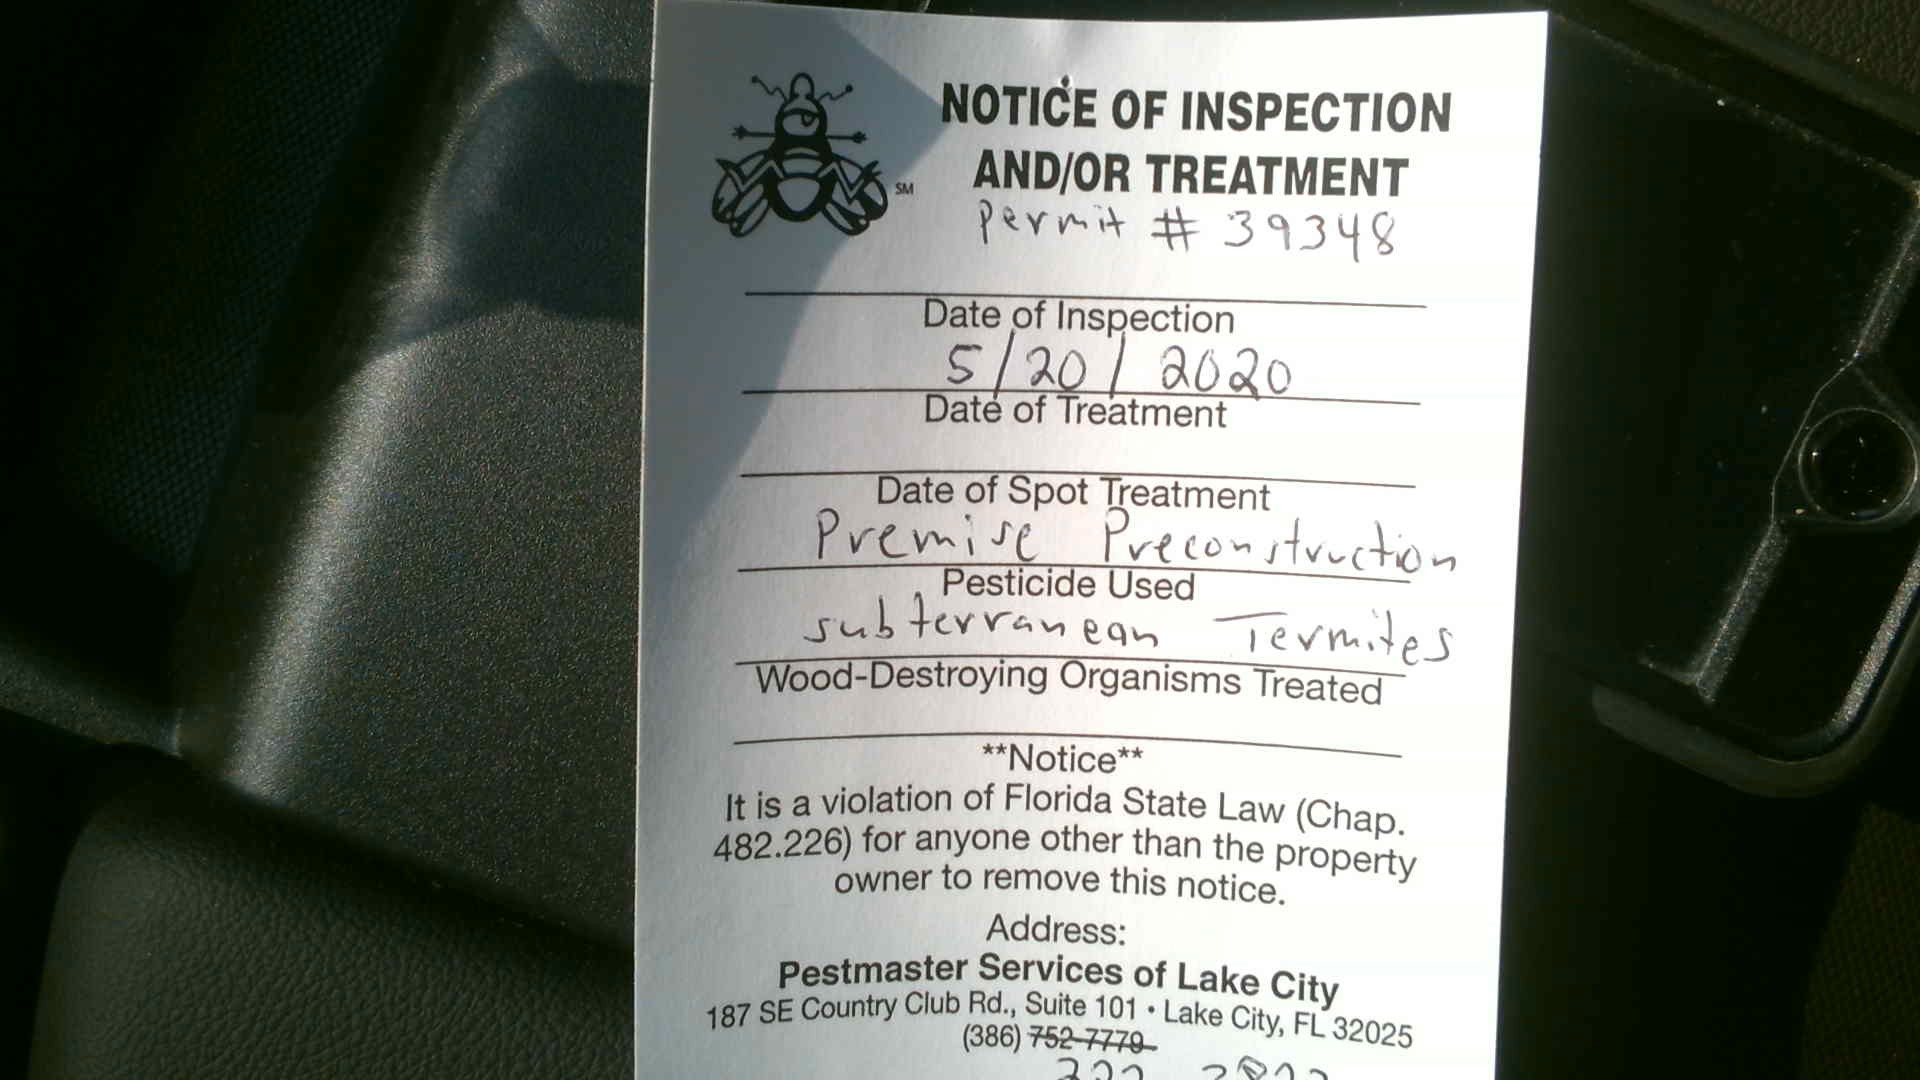 SM
NOTICE OF INSPECTION
AND/OR TREATMENT
Permit # 39348
Date of Inspection
5/20/2020
Date of Treatment
Date of Spot Treatment
Premise Preconstruction
Pesticide Used
subterranean Termites
Wood-Destroying Organisms Treated
**Notice**
It is a violation of Florida State Law (Chap.
482.226) for anyone other than the property
owner to remove this notice.
Address:
Pestmaster Services of Lake City
187 SE Country Club Rd., Suite 101 • Lake City, FL 32025
(386) 752-7779